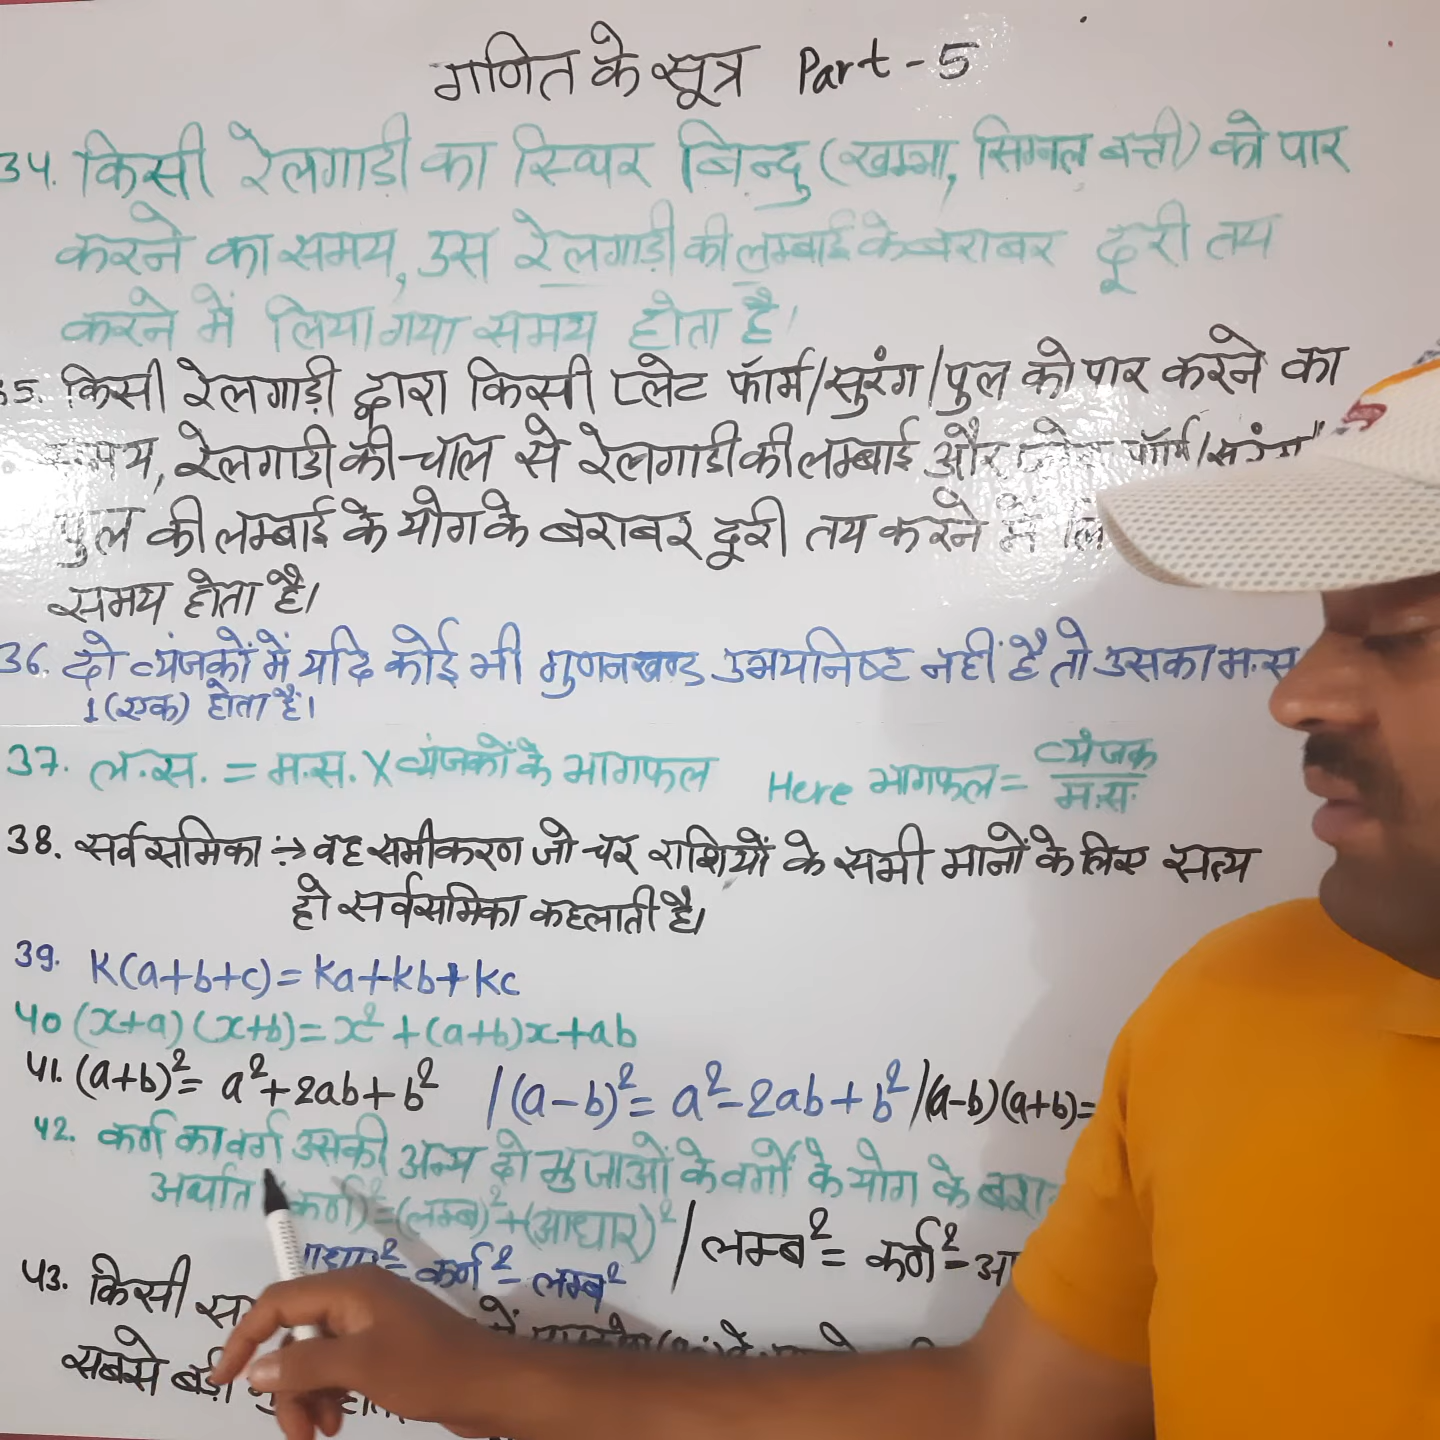 गणित के सूत्र Part - 5
34. किसी रेलगाड़ी का स्थिर बिन्दु (खम्भा, सिग्नल बत्ती) को पार
करने का समय, उस रेलगाड़ी की लम्बाई के बराबर दूरी तय
करने में लिया गया समय होता है।
35. किसी रेलगाड़ी द्वारा किसी प्लेट फॉर्म/सुरंग/पुल को पार करने का
समय, रेलगाडी की चाल से रेलगाडी की लम्बाई और प्लेट फॉर्म/सुरंग
पुल की लम्बाई के योग के बराबर दूरी तय करने में
समय होता है।
36. दो व्यंजकों में यदि कोई भी गुणनखण्ड उभयनिष्ट नहीं है तो उसका म.स
1 (एक) होता है।
37. ल.स. = म.स. X व्यंजकों के भागफल Here भागफल = व्यंजक/म.स.
38. सर्वसमिका :→ वह समीकरण जो चर राशियों के सभी मानों के लिए सत्य
हो सर्वसमिका कहलाती है।
39. K(a+b+c)= Ka+Kb+KC
40 (x+a) (x+b)= x²+(a+b)x+ab
41. (a+b)²= a²+2ab+b² /(a-b)²= a²-2ab+b²/(a-b)(a+b)=
42. कर्ण का वर्ग उसकी अन्य दो भुजाओं के वर्गों के योग के
अर्थात (कर्ण)²=(लम्ब)²+(आधार)² / लम्ब²= कर्ण²-आ
आधार²= कर्ण²- लम्ब²
43. किसी
सबसे बड़ी